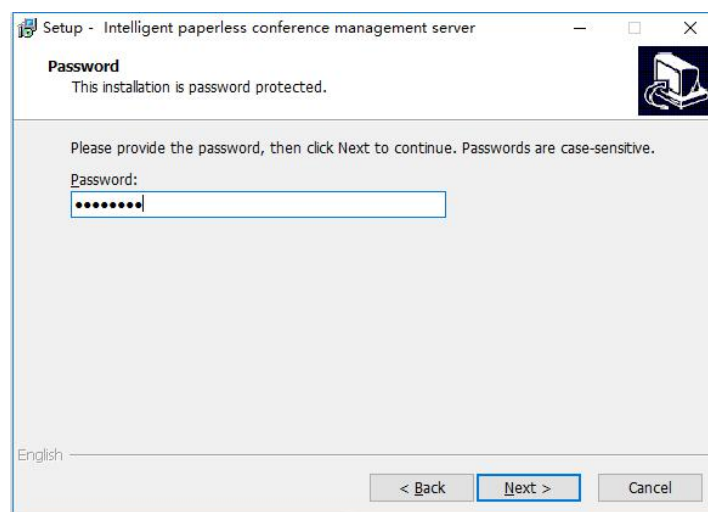 Setup - Intelligent paperless conference management server
Password
This installation is password protected.
Please provide the password, then click Next to continue. Passwords are case-sensitive.
Password:
••••••••
English
< Back Next > Cancel